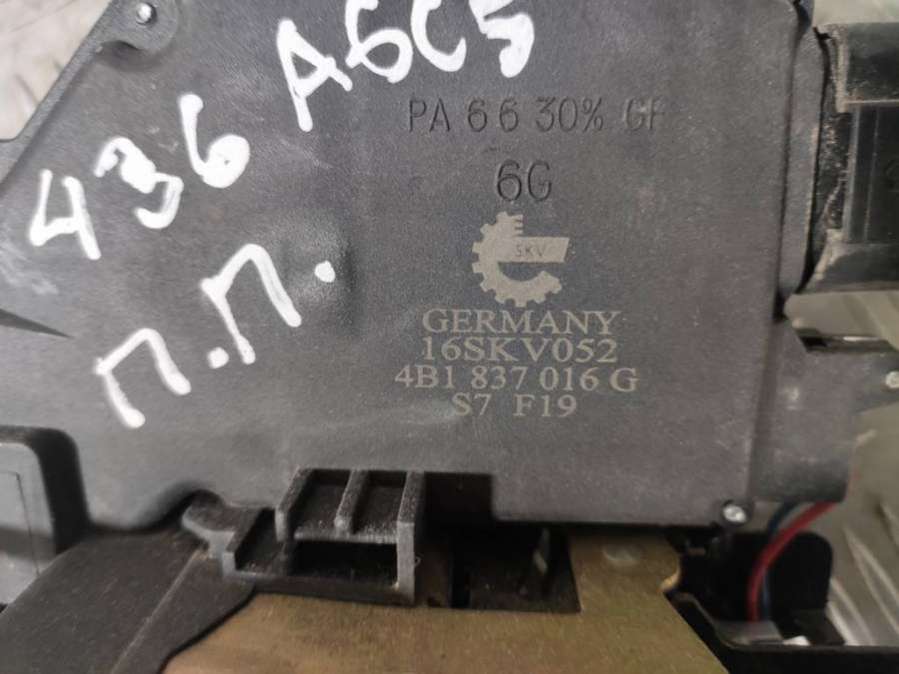 436 A6C5
П.П.
PA 6 6 30% GF
6G
SKV
GERMANY
16SKV052
4B1 837 016 G
S7 F19